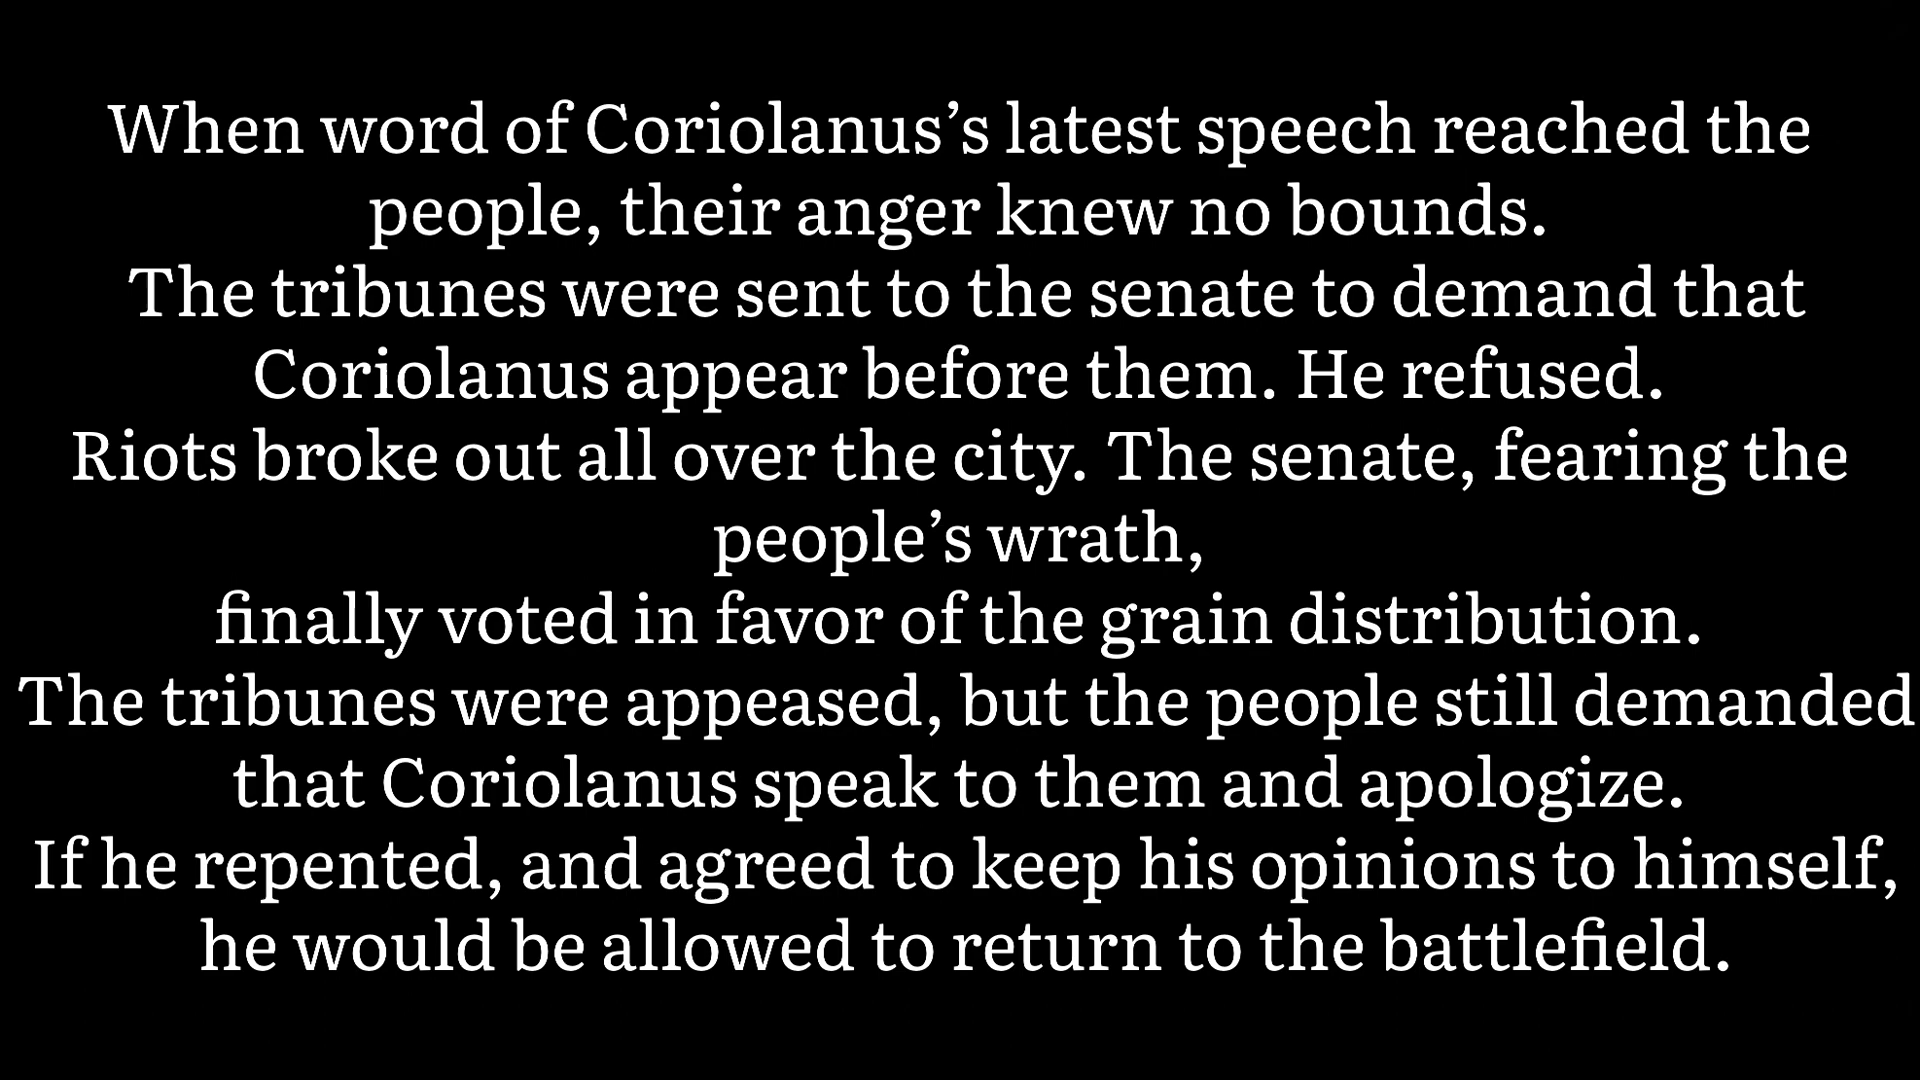 When word of Coriolanus’s latest speech reached the
people, their anger knew no bounds.
The tribunes were sent to the senate to demand that
Coriolanus appear before them. He refused.
Riots broke out all over the city. The senate, fearing the
people’s wrath,
finally voted in favor of the grain distribution.
The tribunes were appeased, but the people still demanded
that Coriolanus speak to them and apologize.
If he repented, and agreed to keep his opinions to himself,
he would be allowed to return to the battlefield.